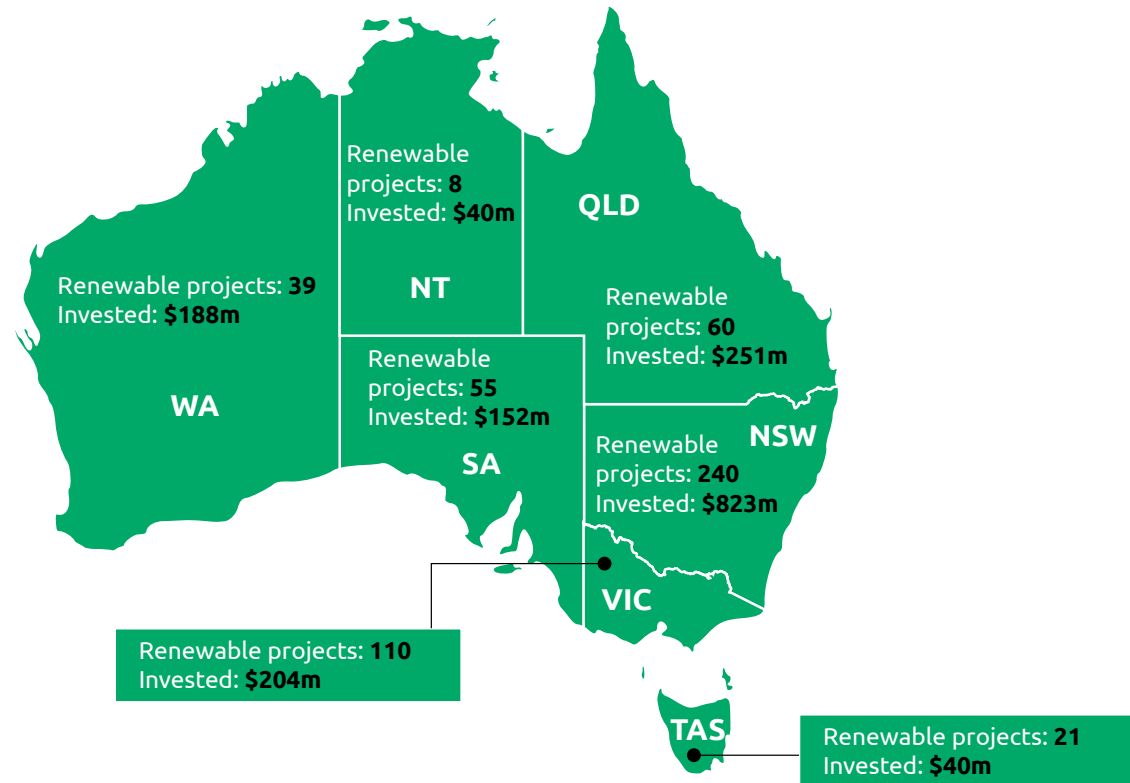 Renewable
projects: 8
Invested: $40m
NT
QLD
Renewable
projects: 60
Invested: $251m
Renewable projects: 39
Invested: $188m
WA
Renewable
projects: 55
Invested: $152m
SA
NSW
Renewable
projects: 240
Invested: $823m
VIC
Renewable projects: 110
Invested: $204m
TAS
Renewable projects: 21
Invested: $40m